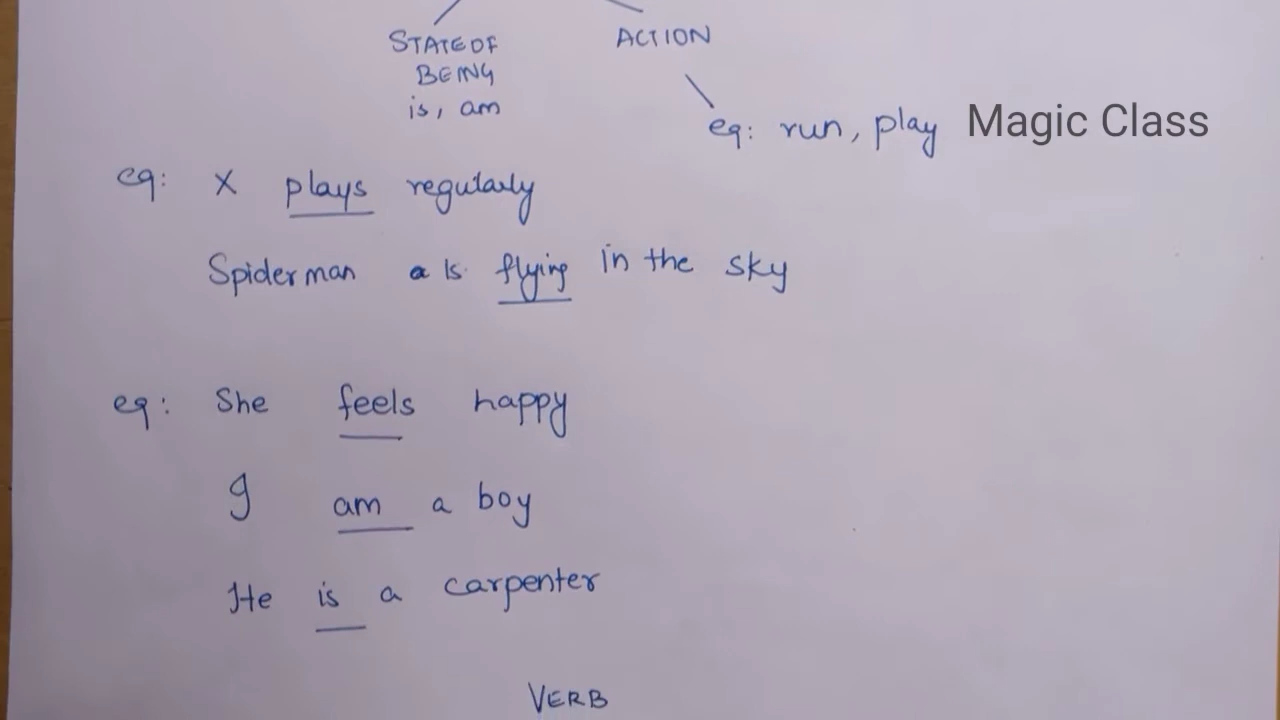 STATE OF ACTION
BEING
is, am
eg: run, play Magic Class
eg: X plays regularly
Spiderman a is flying in the sky
eg: She feels happy
I am a boy
He is a carpenter
VERB